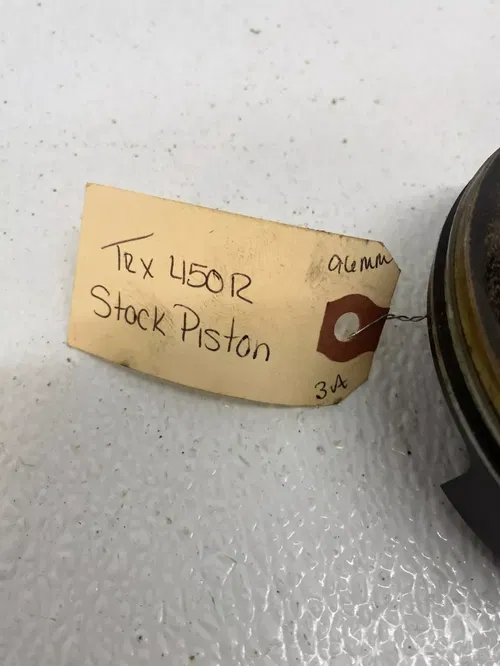 96mm
Trx 450R
Stock Piston
3A